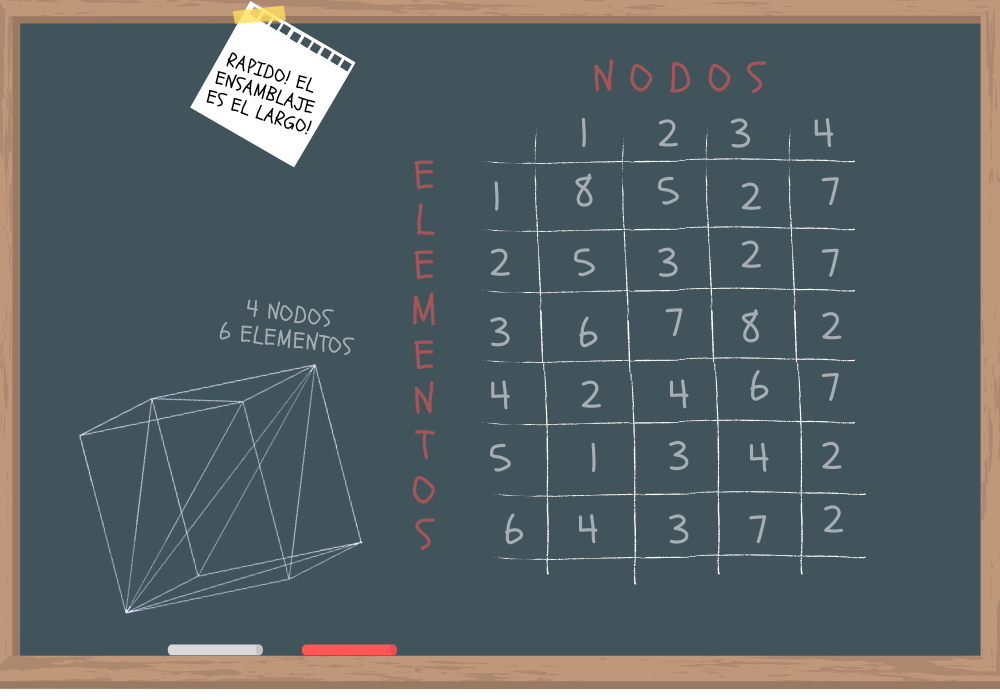 RAPIDO! EL
ENSAMBLAJE
ES EL LARGO!
NODOS
1 2 3 4
ELEMENTOS
1 8 5 2 7
2 5 3 2 7
3 6 7 8 2
4 2 4 6 7
5 1 3 4 2
6 4 3 7 2
4 NODOS
6 ELEMENTOS